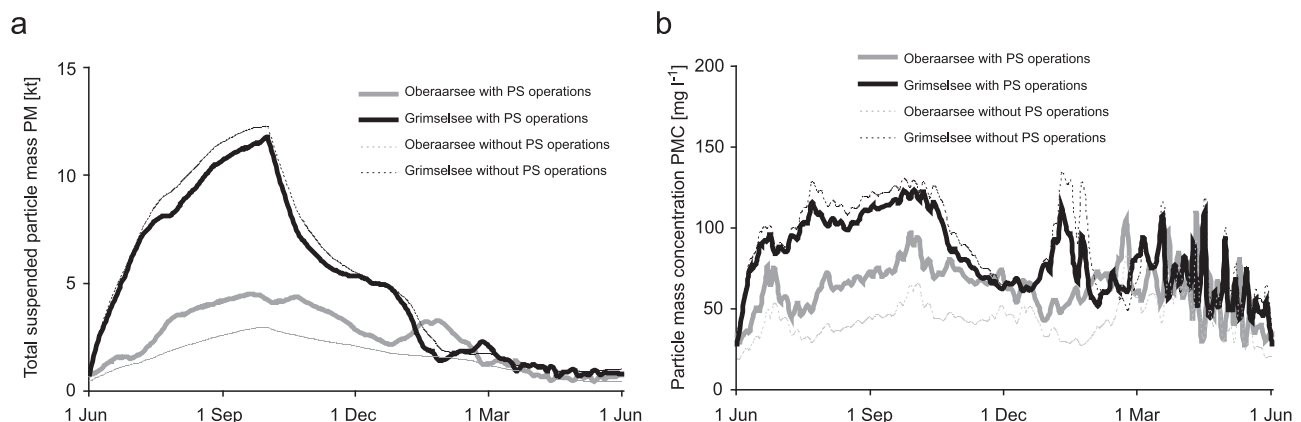 a
Total suspended particle mass PM [kt]
15
10
5
0
1 Jun
1 Sep
1 Dec
1 Mar
1 Jun
Oberaarsee with PS operations
Grimselsee with PS operations
Oberaarsee without PS operations
Grimselsee without PS operations
b
Particle mass concentration PMC [mg l-1]
200
150
100
50
0
1 Jun
1 Sep
1 Dec
1 Mar
1 Jun
Oberaarsee with PS operations
Grimselsee with PS operations
Oberaarsee without PS operations
Grimselsee without PS operations